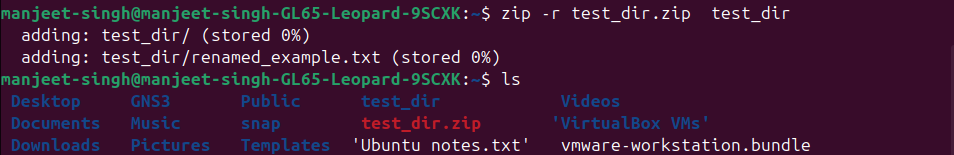 manjeet-singh@manjeet-singh-GL65-Leopard-9SCXK:~$ zip -r test_dir.zip  test_dir
  adding: test_dir/ (stored 0%)
  adding: test_dir/renamed_example.txt (stored 0%)
manjeet-singh@manjeet-singh-GL65-Leopard-9SCXK:~$ ls
 Desktop     GNS3       Public      test_dir             Videos
 Documents   Music      snap        test_dir.zip        'VirtualBox VMs'
 Downloads   Pictures   Templates  'Ubuntu notes.txt'    vmware-workstation.bundle